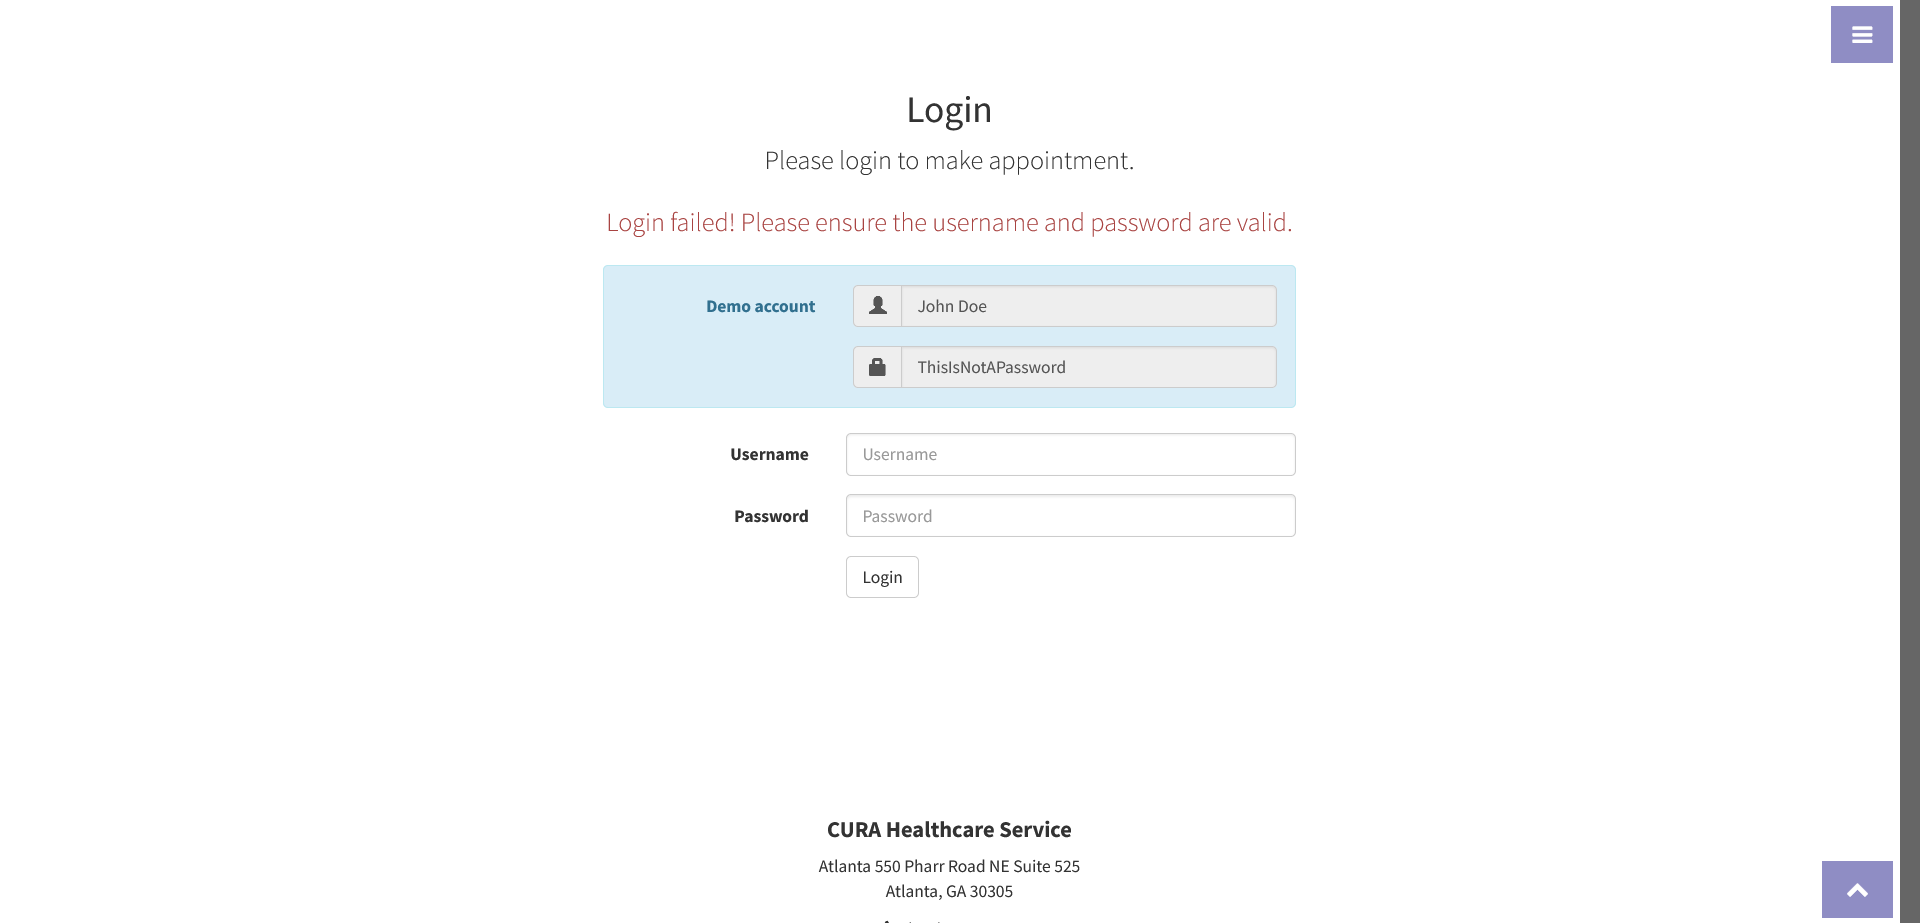 Login
Please login to make appointment.
Login failed! Please ensure the username and password are valid.
Demo account
John Doe
ThisIsNotAPassword
Username
Username
Password
Password
Login
CURA Healthcare Service
Atlanta 550 Pharr Road NE Suite 525
Atlanta, GA 30305